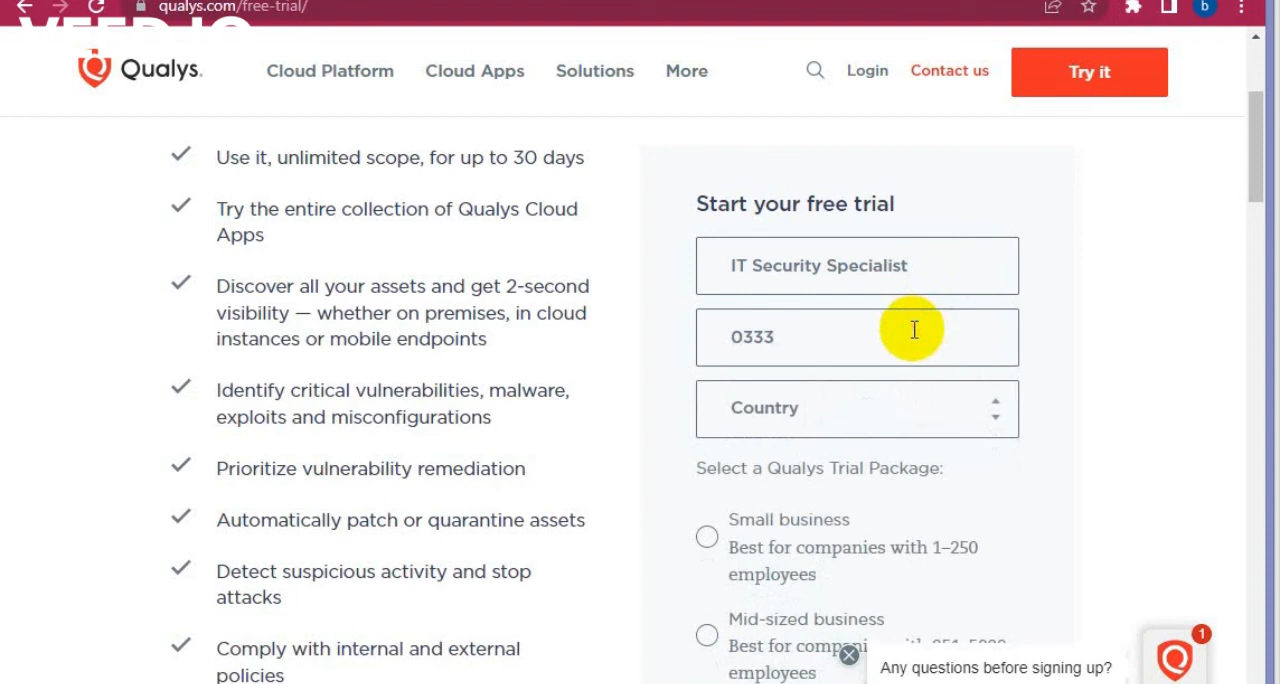 qualys.com/free-trial/
b
VEED.IO
Qualys.
Cloud Platform
Cloud Apps
Solutions
More
Login
Contact us
Try it
Use it, unlimited scope, for up to 30 days
Try the entire collection of Qualys Cloud
Apps
Discover all your assets and get 2-second
visibility — whether on premises, in cloud
instances or mobile endpoints
Identify critical vulnerabilities, malware,
exploits and misconfigurations
Prioritize vulnerability remediation
Automatically patch or quarantine assets
Detect suspicious activity and stop
attacks
Comply with internal and external
policies
Start your free trial
IT Security Specialist
0333
Country
Select a Qualys Trial Package:
Small business
Best for companies with 1–250
employees
Mid-sized business
Best for
employees
Any questions before signing up?
1